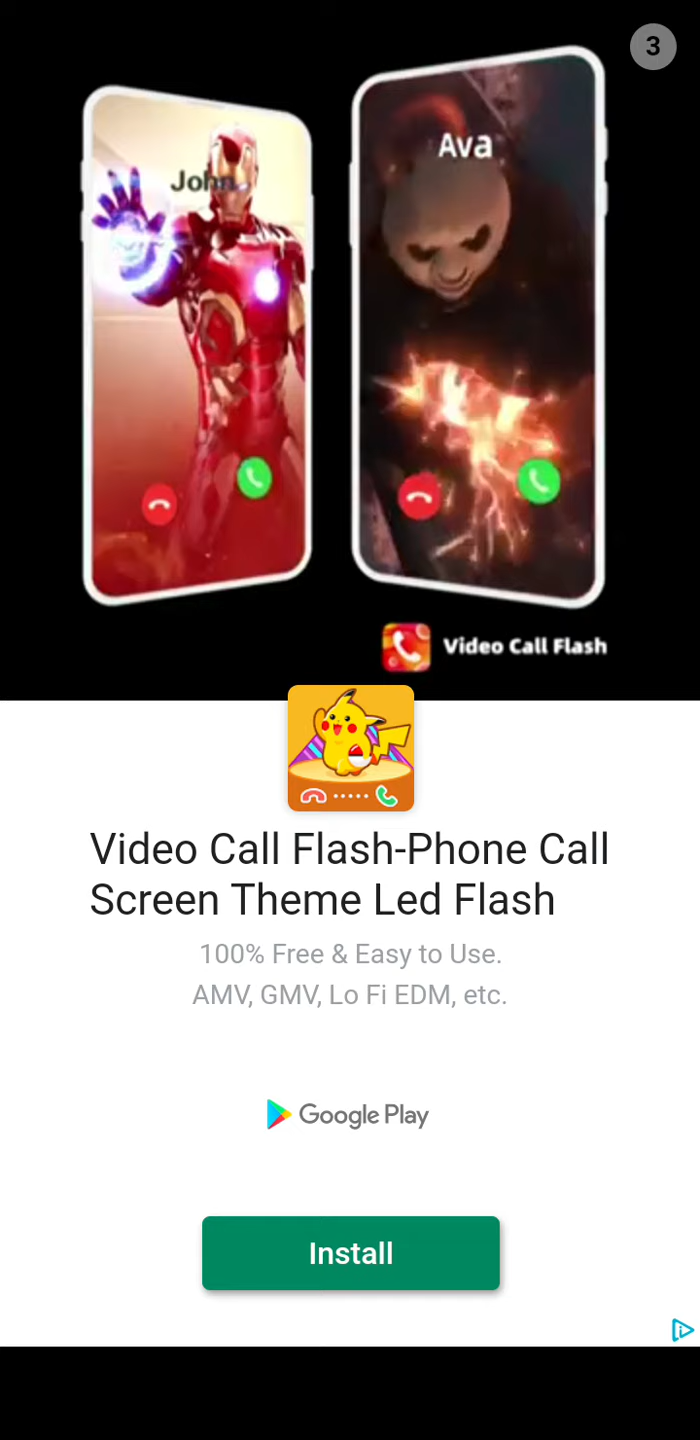 3
John
Ava
Video Call Flash
Video Call Flash-Phone Call
Screen Theme Led Flash
100% Free & Easy to Use.
AMV, GMV, Lo Fi EDM, etc.
Google Play
Install